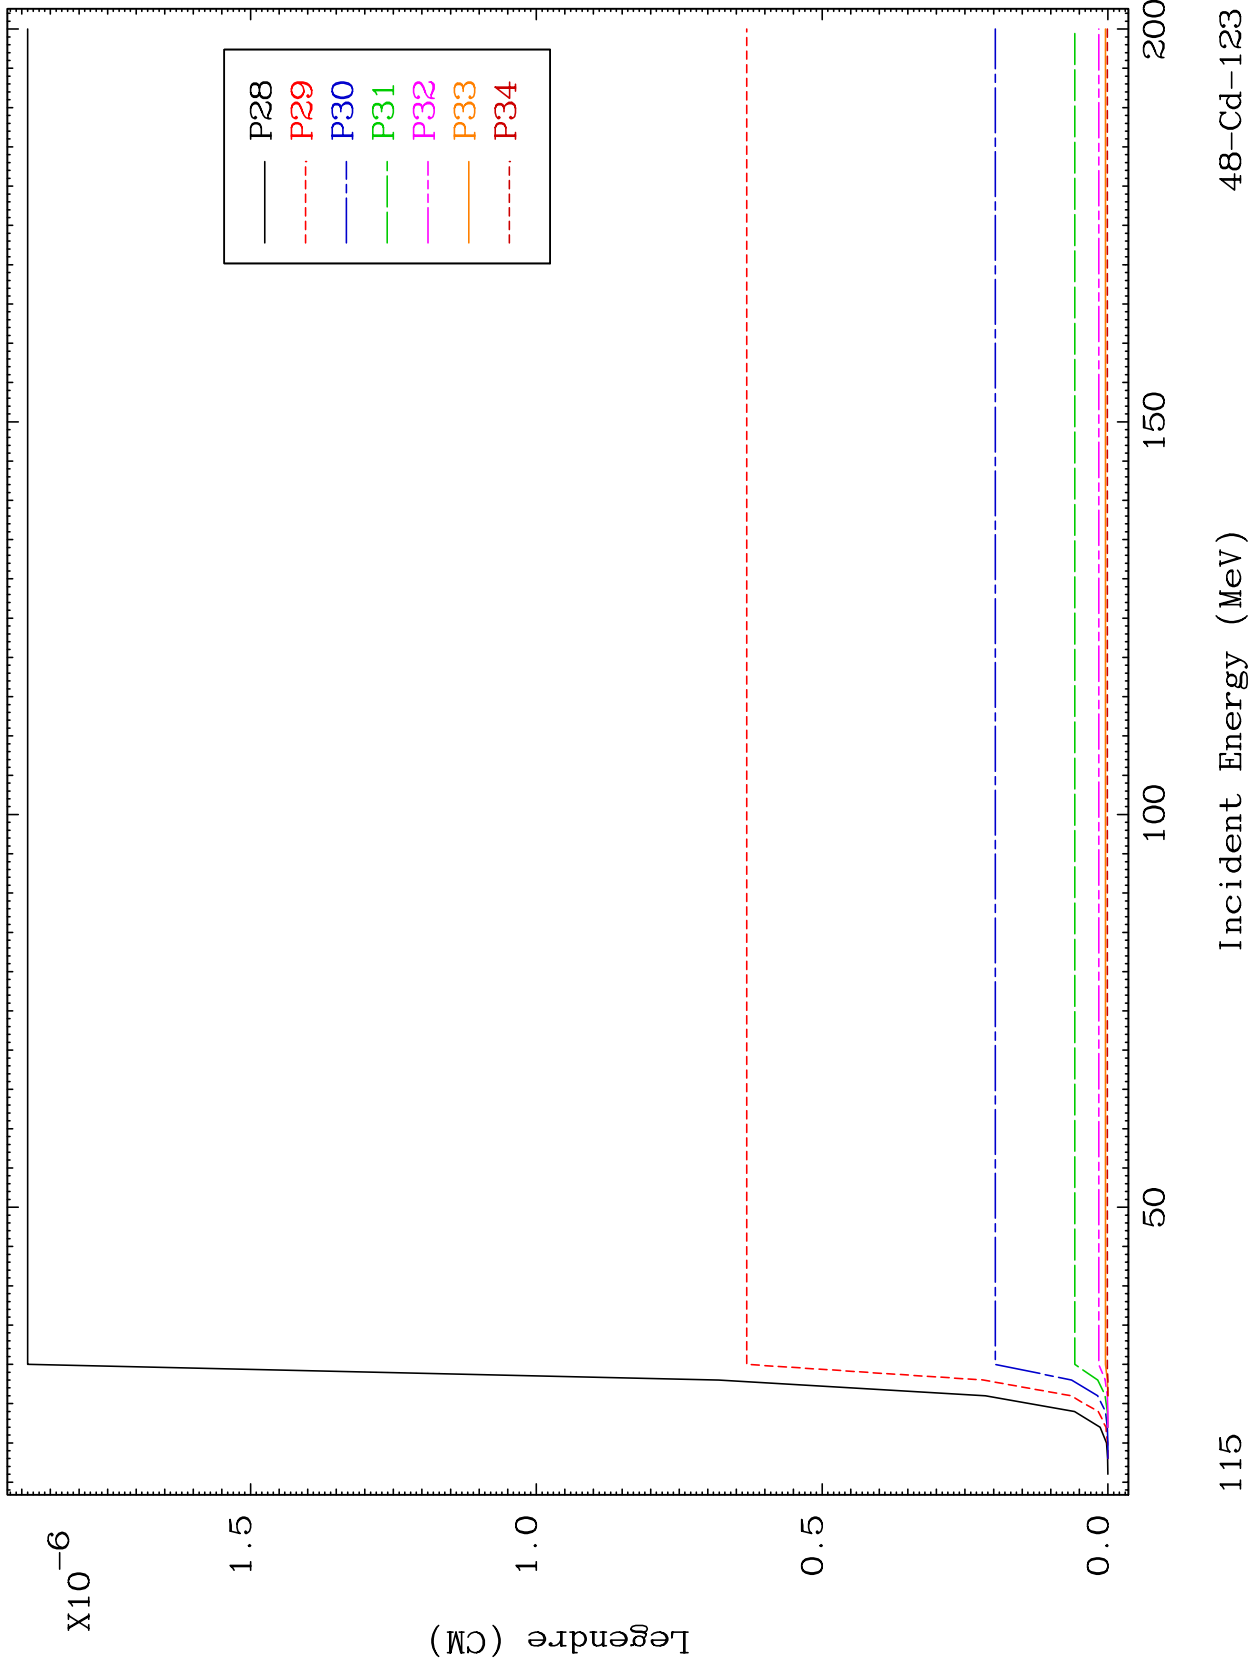 X10-6
1.5
1.0
0.5
0.0
Legendre (CM)
P28
P29
P30
P31
P32
P33
P34
50
100
150
200
115
Incident Energy (MeV)
48-Cd-123